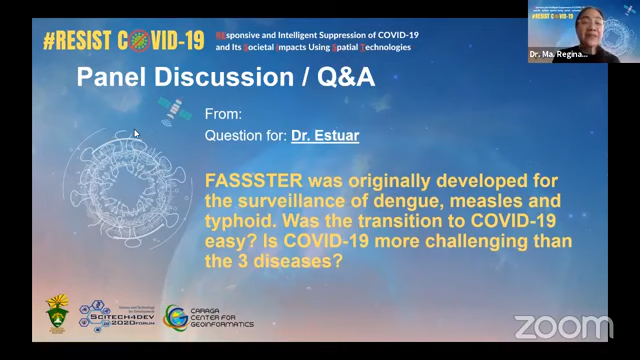 #RESIST COVID-19
REsponsive and Intelligent Suppression of COVID-19
and Its Societal Impacts Using Spatial Technologies
Dr. Ma. Regina...
Panel Discussion / Q&A
From:
Question for: Dr. Estuar
FASSSTER was originally developed for
the surveillance of dengue, measles and
typhoid. Was the transition to COVID-19
easy? Is COVID-19 more challenging than
the 3 diseases?
SCITECH4DEV
2020FORUM
CARAGA
CENTER FOR
GEOINFORMATICS
zoom